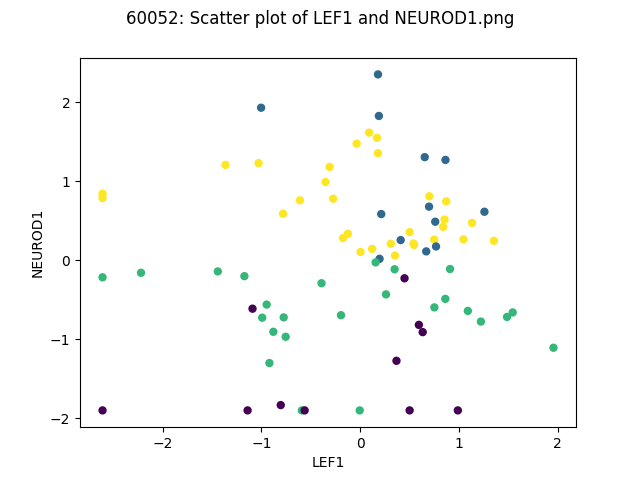 60052: Scatter plot of LEF1 and NEUROD1.png
2
1
0
−1
−2
NEUROD1
−2 −1 0 1 2
LEF1